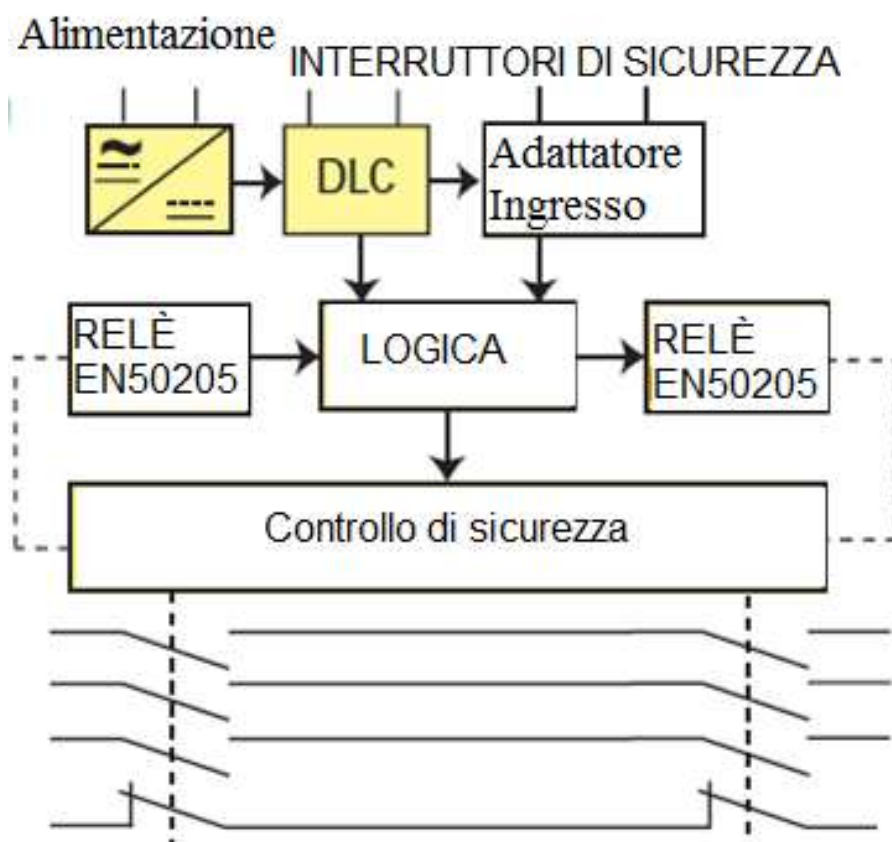 Alimentazione
INTERRUTTORI DI SICUREZZA
DLC
Adattatore
Ingresso
RELÈ
EN50205
LOGICA
RELÈ
EN50205
Controllo di sicurezza